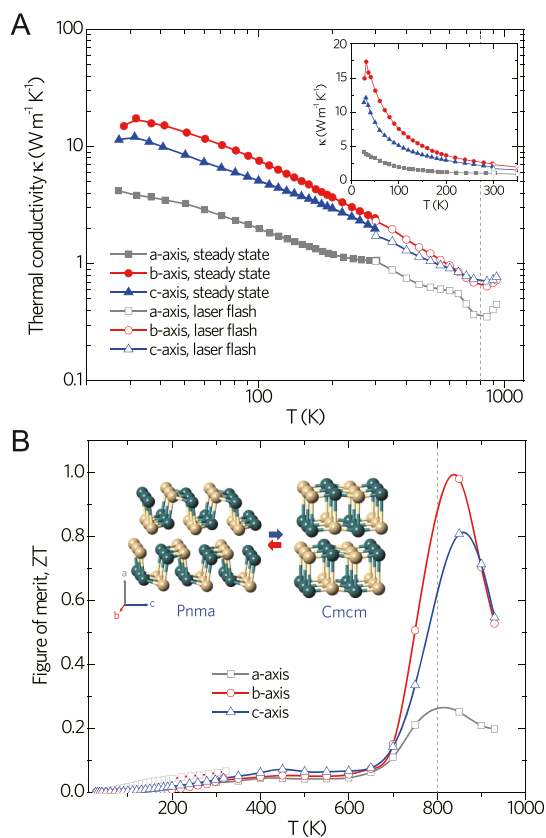 A
100
10
1
0.1
Thermal conductivity κ (W m⁻¹ K⁻¹)
a-axis, steady state
b-axis, steady state
c-axis, steady state
a-axis, laser flash
b-axis, laser flash
c-axis, laser flash
100
1000
T (K)
20
15
10
5
0
κ (W m⁻¹ K⁻¹)
0
100
200
300
T (K)
B
1.0
0.8
0.6
0.4
0.2
0.0
Figure of merit, ZT
a
b
c
Pnma
Cmcm
a-axis
b-axis
c-axis
200
400
600
800
T (K)